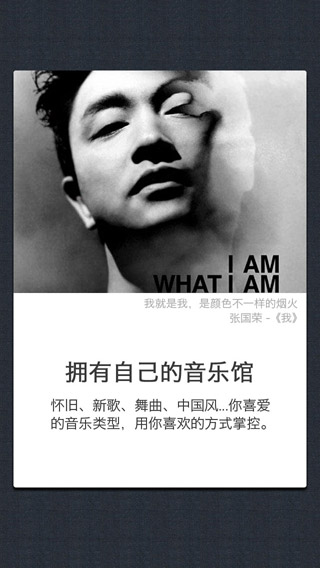 I AM
WHAT I AM
我就是我，是颜色不一样的烟火
张国荣 -《我》
拥有自己的音乐馆
怀旧、新歌、舞曲、中国风...你喜爱
的音乐类型，用你喜欢的方式掌控。